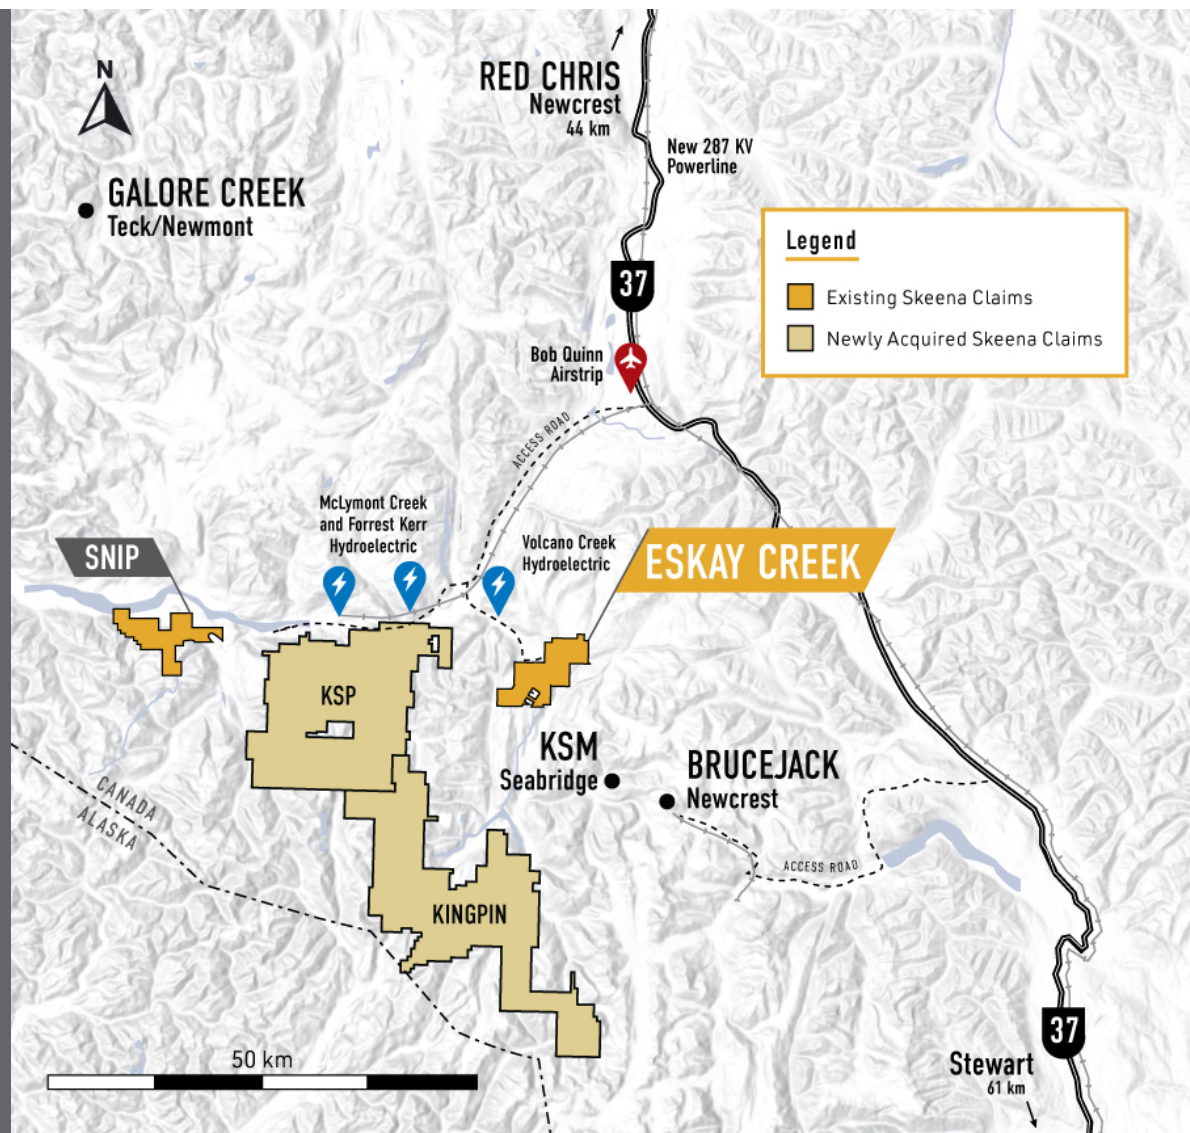 N
RED CHRIS
Newcrest
44 km
New 287 KV
Powerline
GALORE CREEK
Teck/Newmont
Legend
Existing Skeena Claims
Newly Acquired Skeena Claims
37
Bob Quinn
Airstrip
ACCESS ROAD
McLymont Creek
and Forrest Kerr
Hydroelectric
Volcano Creek
Hydroelectric
SNIP
ESKAY CREEK
KSP
KSM
Seabridge
BRUCEJACK
Newcrest
CANADA
ALASKA
ACCESS ROAD
KINGPIN
37
50 km
Stewart
61 km